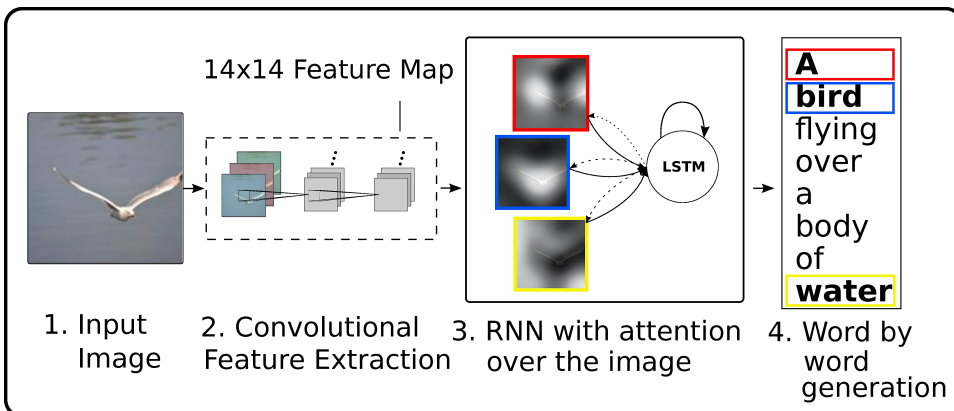 14x14 Feature Map
LSTM
A
bird
flying
over
a
body
of
water
1. Input
Image
2. Convolutional
Feature Extraction
3. RNN with attention
over the image
4. Word by
word
generation